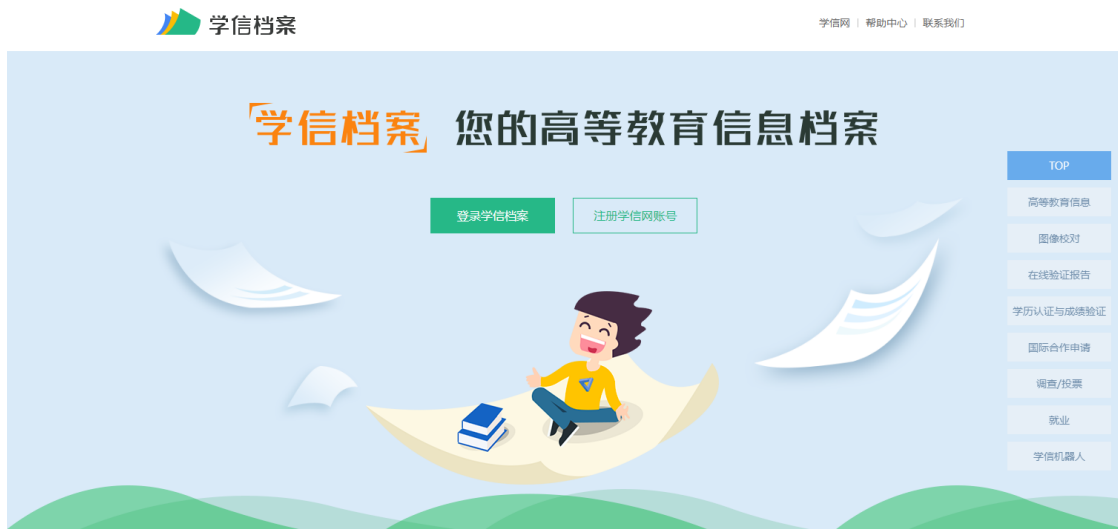 学信档案
学信网 | 帮助中心 | 联系我们
学信档案 您的高等教育信息档案
登录学信档案 注册学信网账号
TOP
高等教育信息
图像校对
在线验证报告
学历认证与成绩验证
国际合作申请
调查/投票
就业
学信机器人